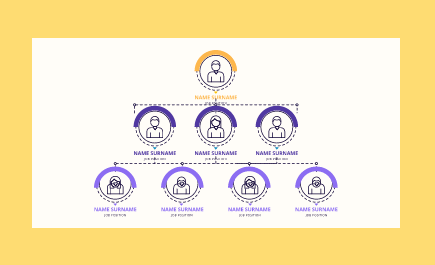 NAME SURNAME
JOB POSITION
NAME SURNAME NAME SURNAME NAME SURNAME
JOB POSITION JOB POSITION JOB POSITION
NAME SURNAME NAME SURNAME NAME SURNAME NAME SURNAME
JOB POSITION JOB POSITION JOB POSITION JOB POSITION